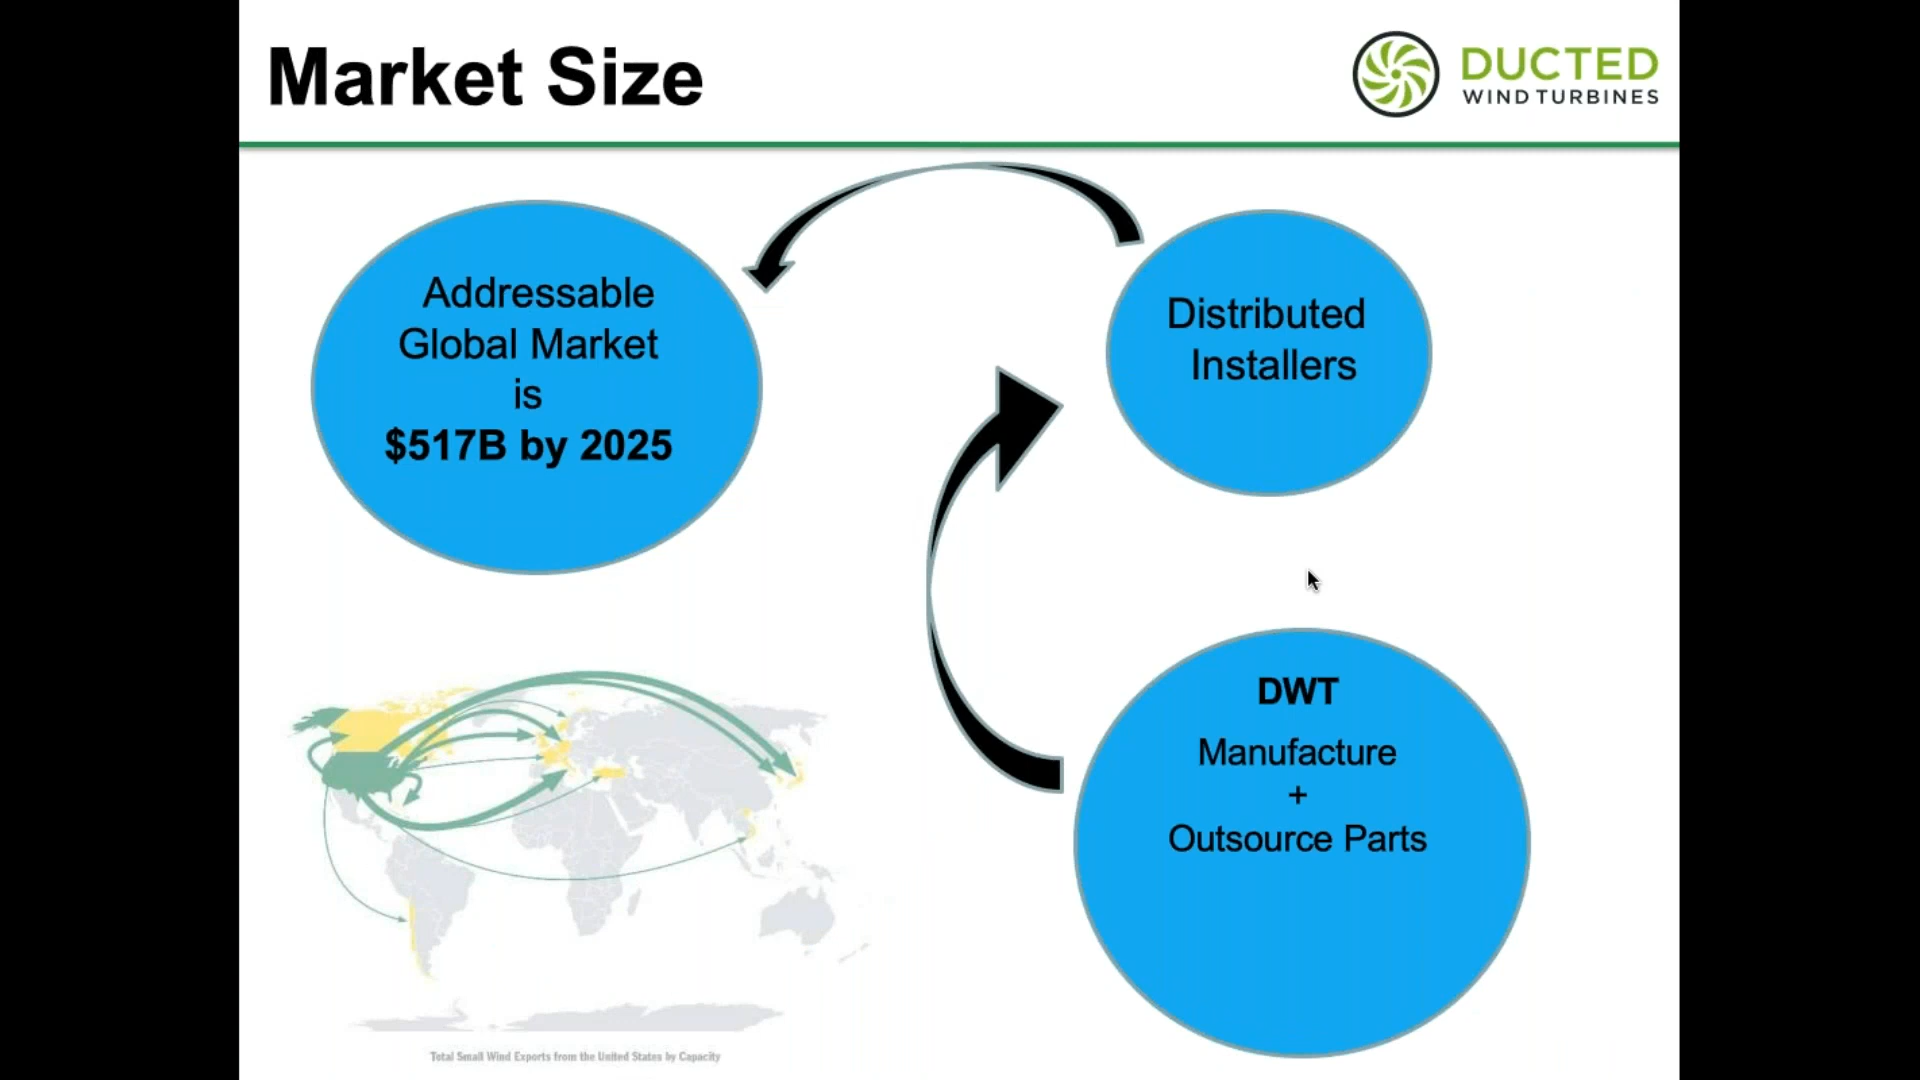 Market Size
DUCTED
WIND TURBINES
Addressable
Global Market
is
$517B by 2025
Distributed
Installers
DWT
Manufacture
+
Outsource Parts
Total Small Wind Exports from the United States by Capacity